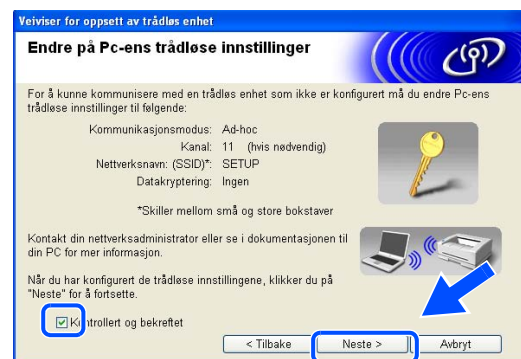 Veiviser for oppsett av trådløs enhet
Endre på Pc-ens trådløse innstillinger
For å kunne kommunisere med en trådløs enhet som ikke er konfigurert må du endre Pc-ens
trådløse innstillinger til følgende:
Kommunikasjonsmodus: Ad-hoc
Kanal: 11 (hvis nødvendig)
Nettverksnavn: (SSID)*: SETUP
Datakryptering: Ingen
*Skiller mellom små og store bokstaver
Kontakt din nettverksadministrator eller se i dokumentasjonen til
din PC for mer informasjon.
Når du har konfigurert de trådløse innstillingene, klikker du på
"Neste" for å fortsette.
Kontrollert og bekreftet
< Tilbake Neste > Avbryt